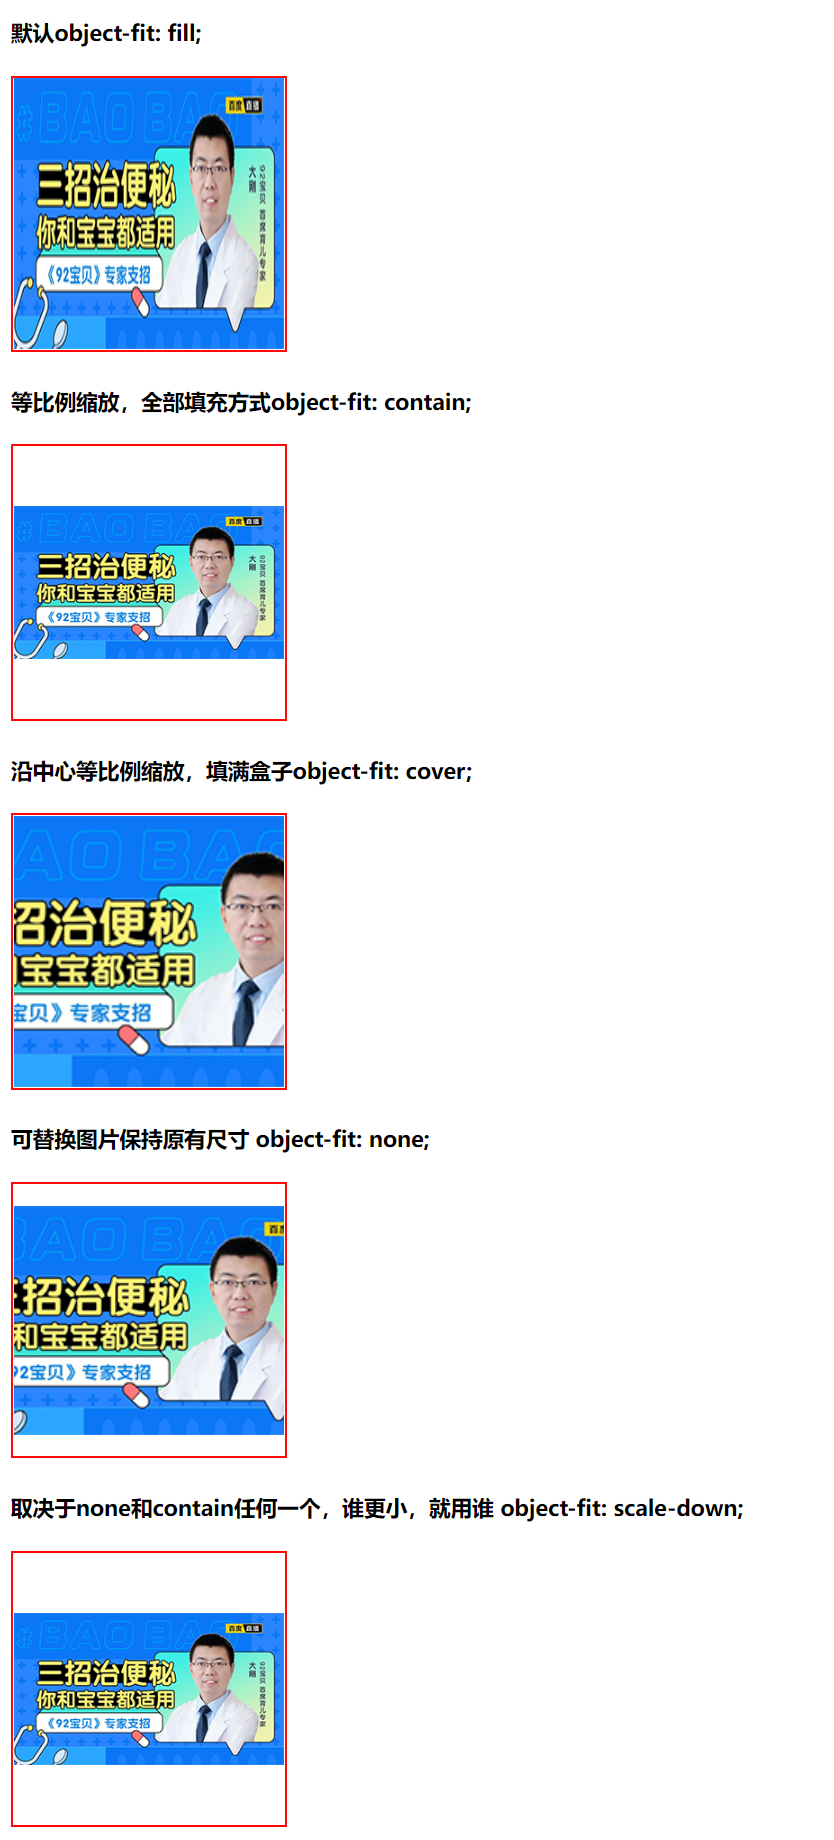 默认object-fit: fill;
#BAO BAO
百度 直播
三招治便秘
你和宝宝都适用
《92宝贝》专家支招
92宝贝 首席育儿专家
大刚
等比例缩放，全部填充方式object-fit: contain;
#BAO BAO
百度 直播
三招治便秘
你和宝宝都适用
《92宝贝》专家支招
92宝贝 首席育儿专家
大刚
沿中心等比例缩放，填满盒子object-fit: cover;
AO BAO
招治便秘
宝宝都适用
宝贝》专家支招
可替换图片保持原有尺寸 object-fit: none;
BAO BAO
百度
三招治便秘
和宝宝都适用
92宝贝》专家支招
取决于none和contain任何一个，谁更小，就用谁 object-fit: scale-down;
#BAO BAO
百度 直播
三招治便秘
你和宝宝都适用
《92宝贝》专家支招
92宝贝 首席育儿专家
大刚